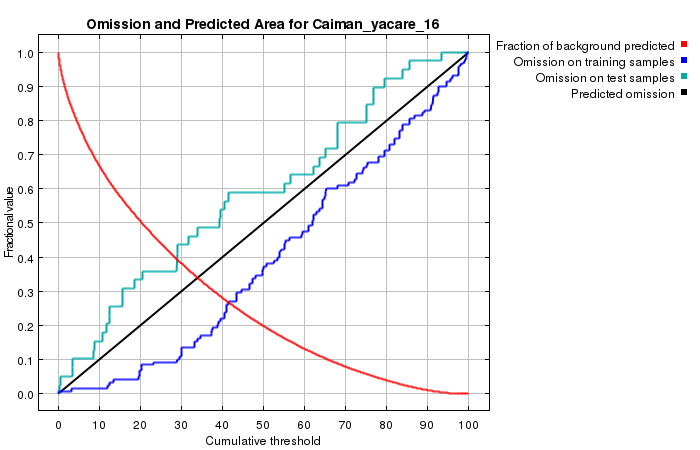 Omission and Predicted Area for Caiman_yacare_16
Fraction of background predicted
Omission on training samples
Omission on test samples
Predicted omission
Fractional value
1.0
0.9
0.8
0.7
0.6
0.5
0.4
0.3
0.2
0.1
0.0
0 10 20 30 40 50 60 70 80 90 100
Cumulative threshold